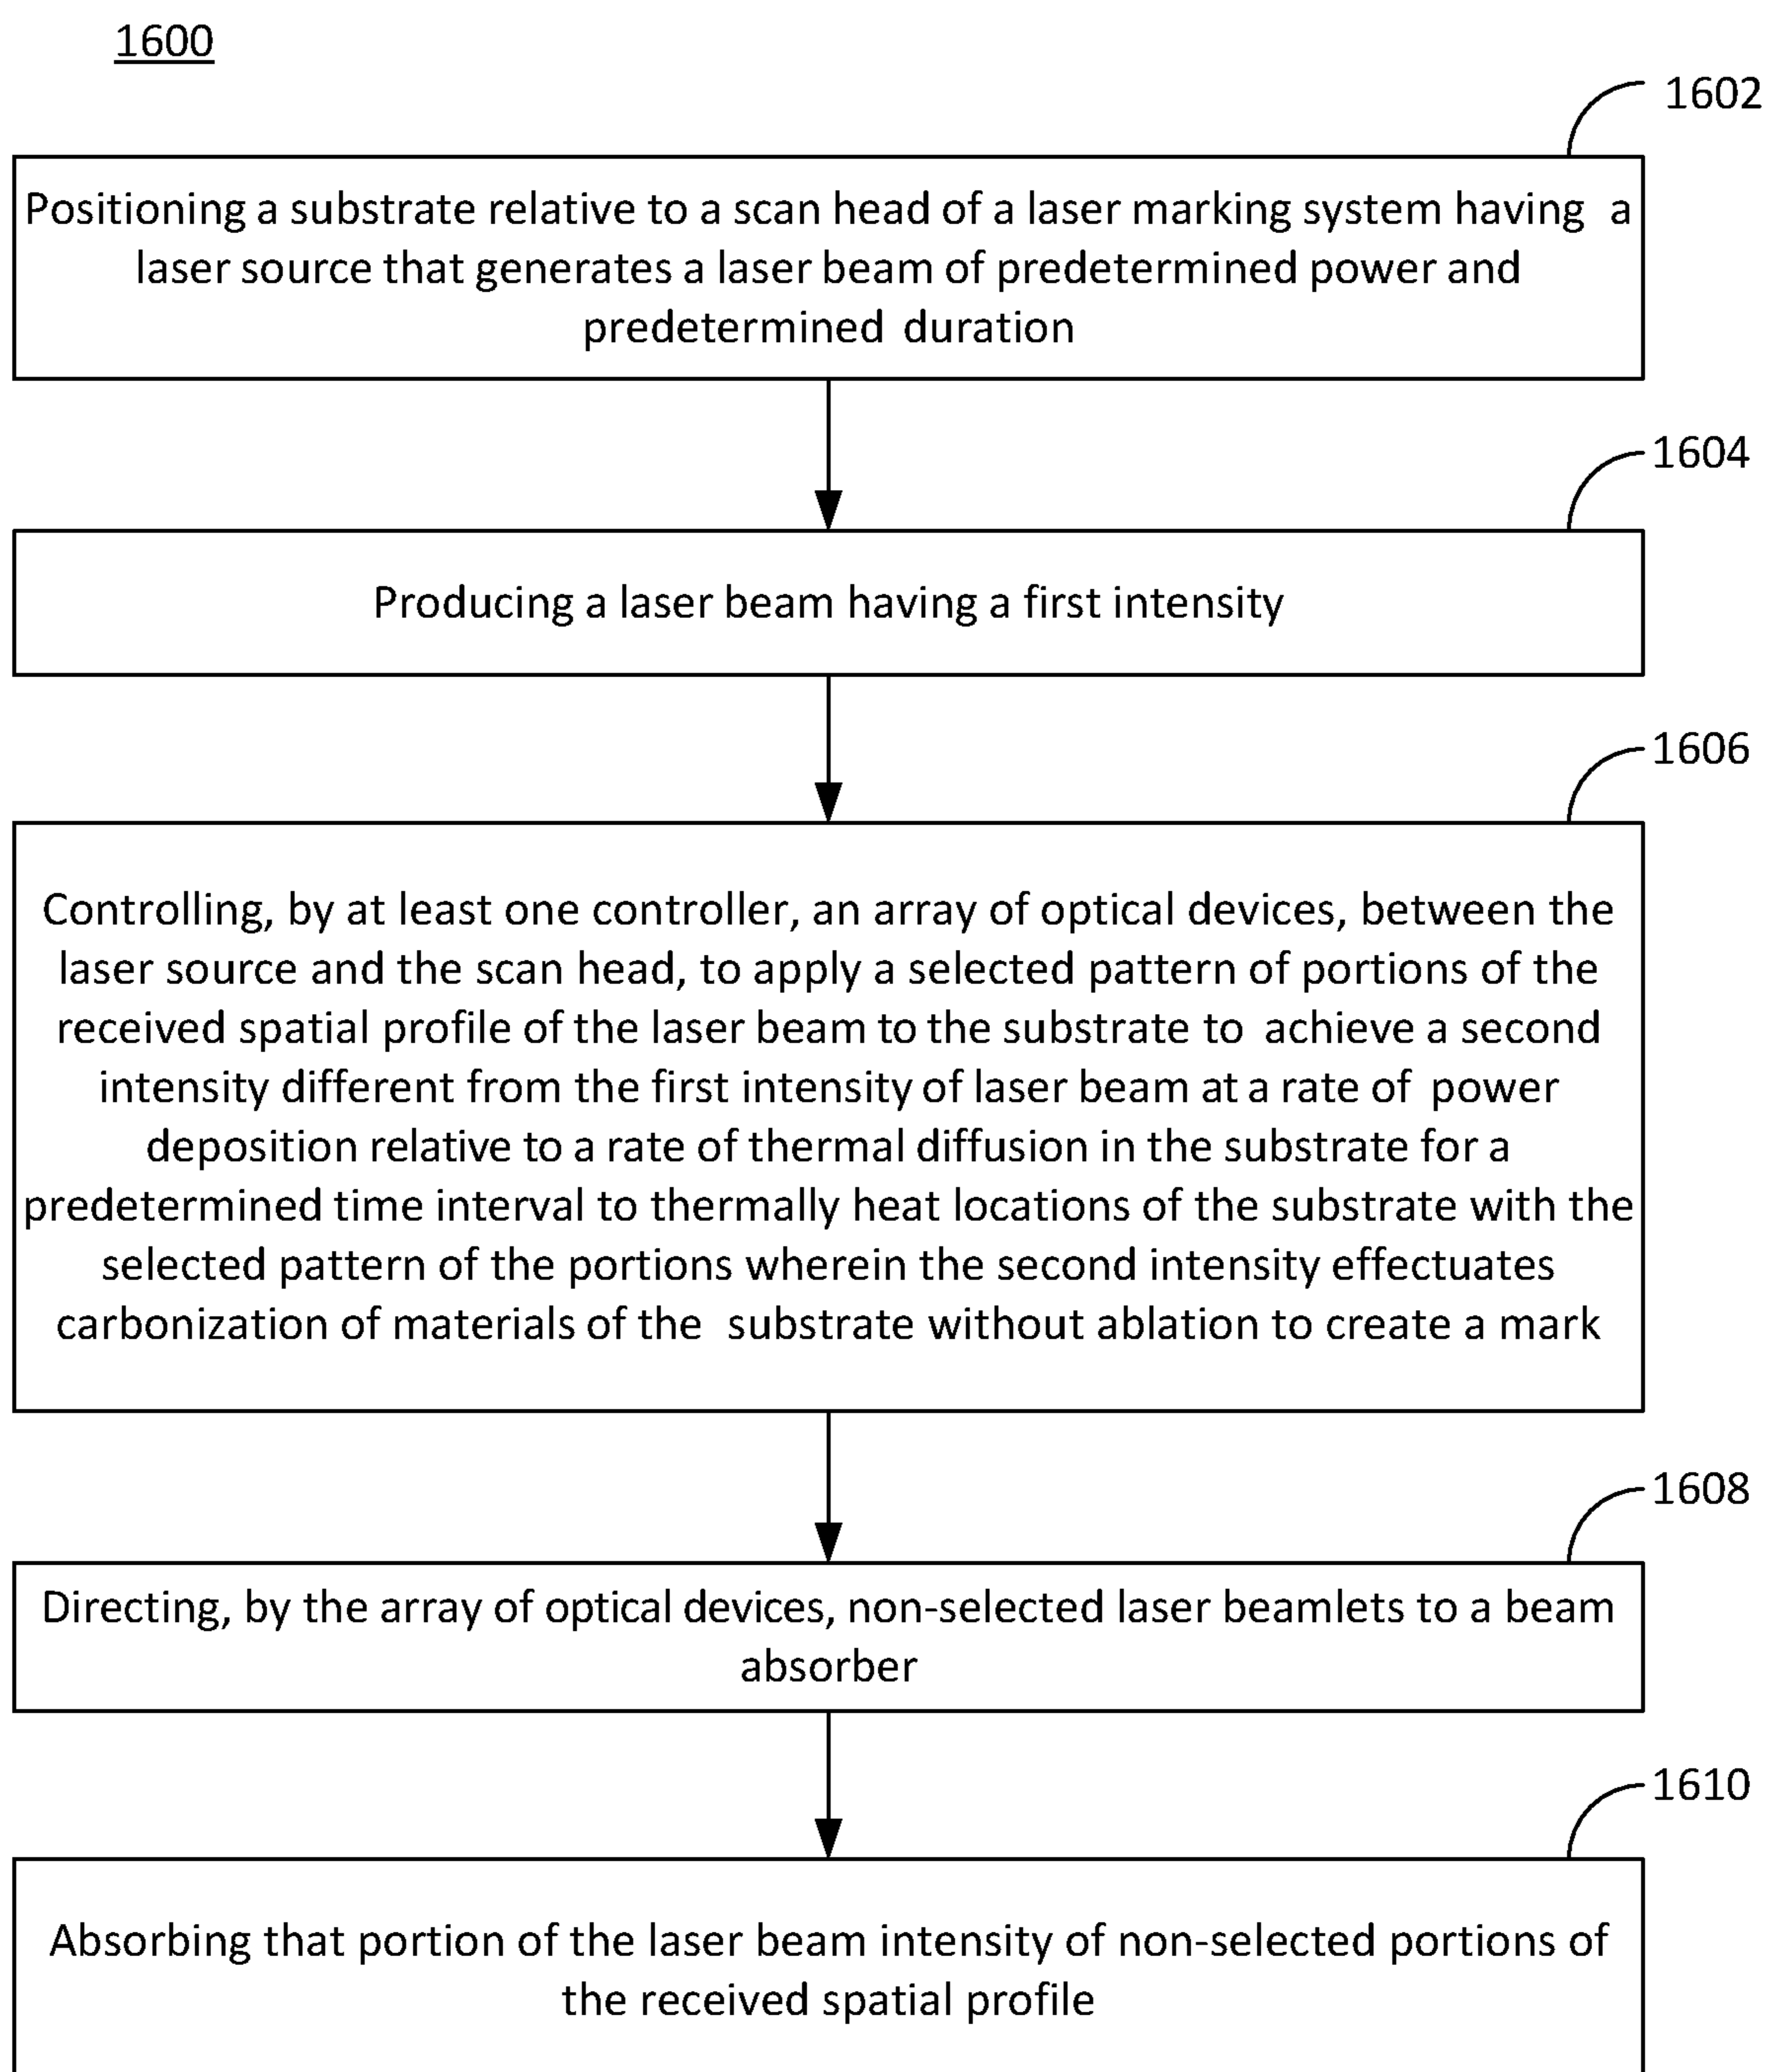 1600
1602
Positioning a substrate relative to a scan head of a laser marking system having a
laser source that generates a laser beam of predetermined power and
predetermined duration
1604
Producing a laser beam having a first intensity
1606
Controlling, by at least one controller, an array of optical devices, between the
laser source and the scan head, to apply a selected pattern of portions of the
received spatial profile of the laser beam to the substrate to achieve a second
intensity different from the first intensity of laser beam at a rate of power
deposition relative to a rate of thermal diffusion in the substrate for a
predetermined time interval to thermally heat locations of the substrate with the
selected pattern of the portions wherein the second intensity effectuates
carbonization of materials of the substrate without ablation to create a mark
1608
Directing, by the array of optical devices, non-selected laser beamlets to a beam
absorber
1610
Absorbing that portion of the laser beam intensity of non-selected portions of
the received spatial profile